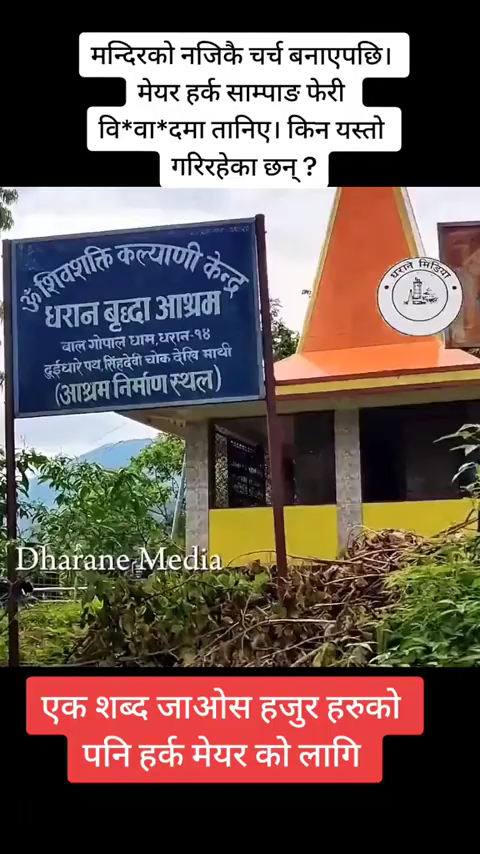 मन्दिरको नजिकै चर्च बनाएपछि।
मेयर हर्क साम्पाङ फेरी
वि*वा*दमा तानिए। किन यस्तो
गरिरहेका छन् ?
ॐ शिवशक्ति कल्याणी केन्द्र
धरान बृद्धा आश्रम
बाल गोपाल धाम, धरान-१४
दुईधारे पथ, सिंहदेवी चोक देखि माथी
(आश्रम निर्माण स्थल)
धराने मिडिया
Dharane Media
एक शब्द जाओस हजुर हरुको
पनि हर्क मेयर को लागि